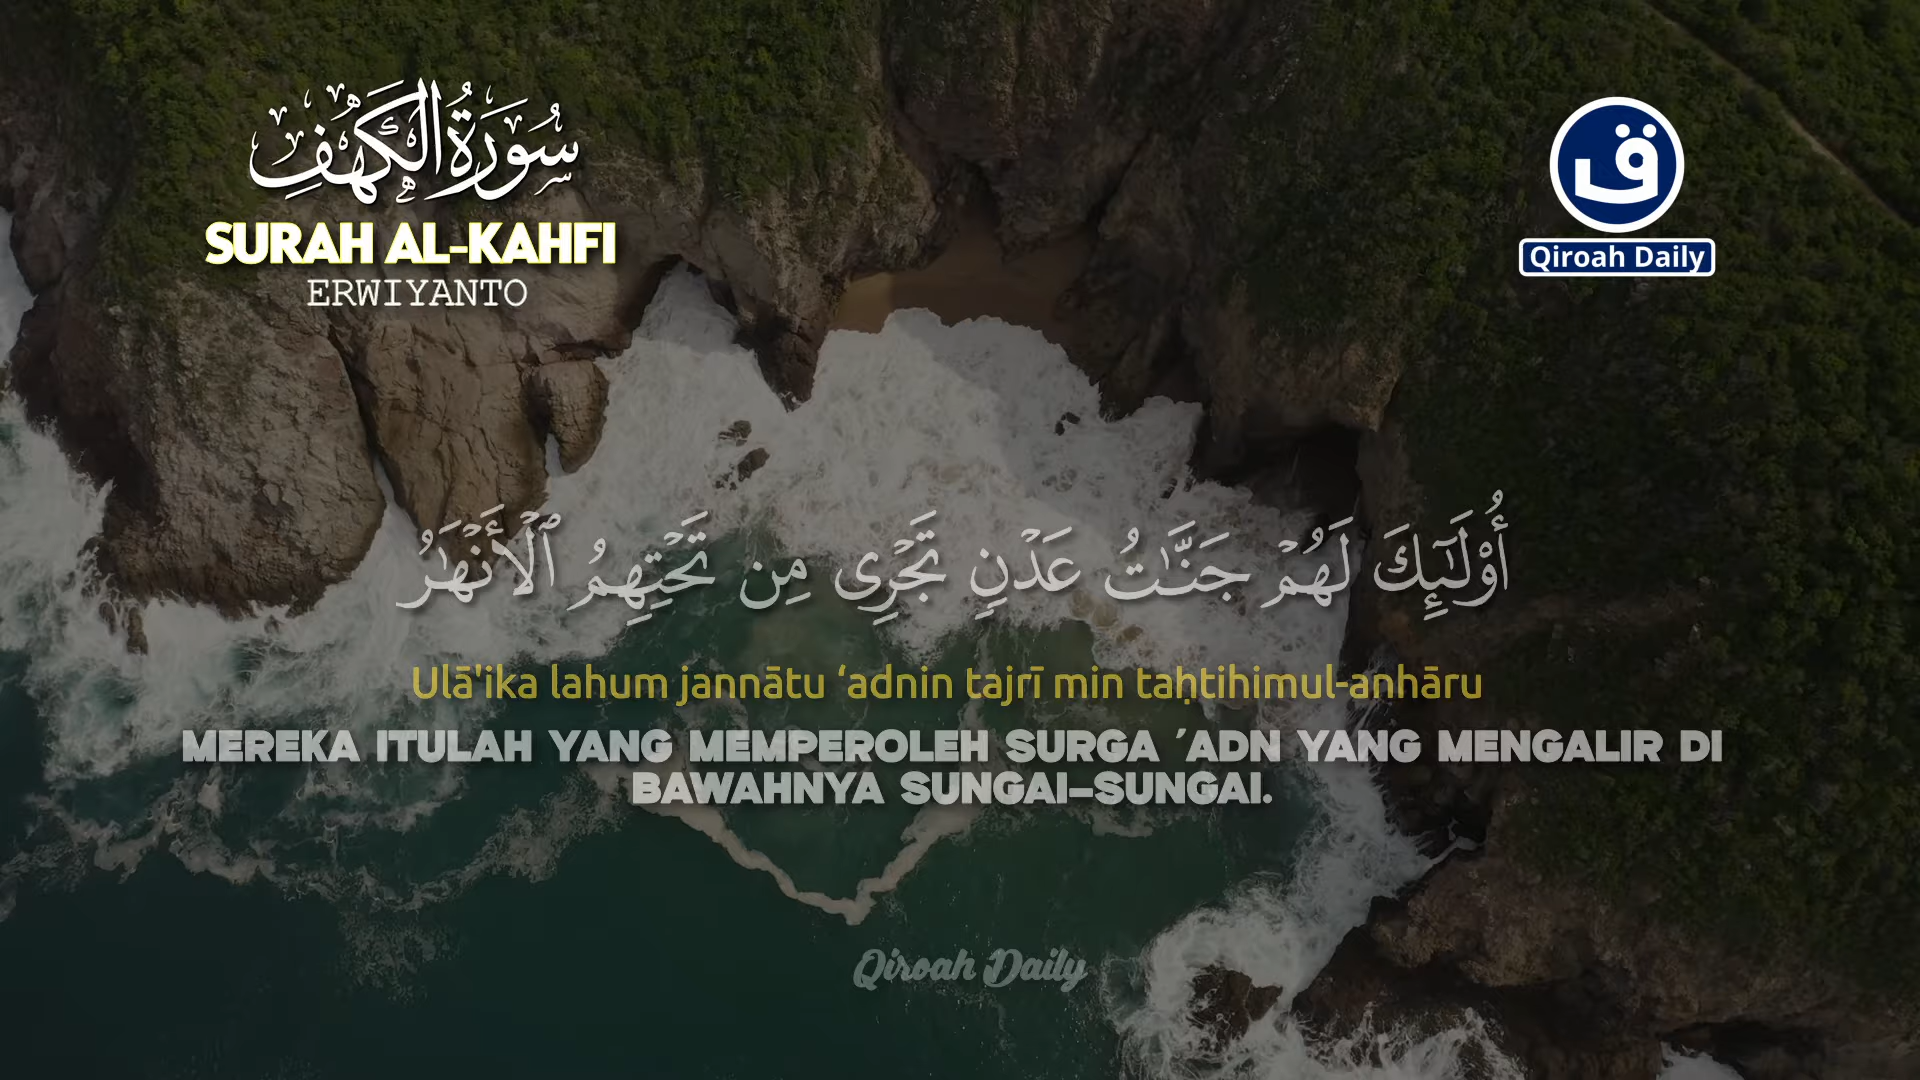 سُورَةُ الكَهْفِ
SURAH AL-KAHFI
ERWIYANTO
ق
Qiroah Daily
أُو۟لَـٰٓئِكَ لَهُمْ جَنَّـٰتُ عَدْنٍ تَجْرِى مِن تَحْتِهِمُ ٱلْأَنْهَـٰرُ
Ulā'ika lahum jannātu ‘adnin tajrī min taḥtihimul-anhāru
MEREKA ITULAH YANG MEMPEROLEH SURGA ’ADN YANG MENGALIR DI
BAWAHNYA SUNGAI-SUNGAI.
Qiroah Daily